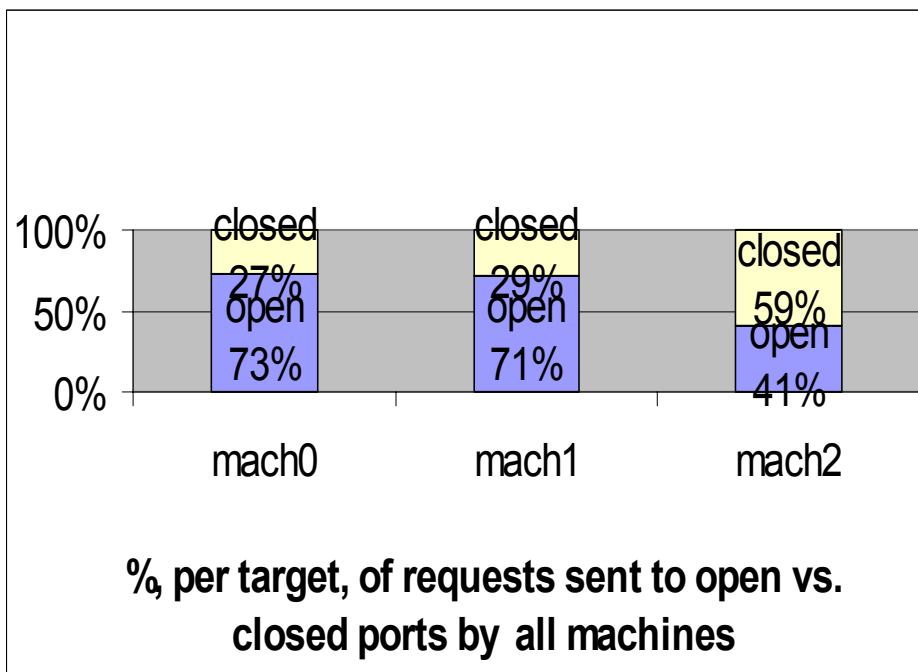 100%
50%
0%
closed
27%
open
73%
closed
29%
open
71%
closed
59%
open
41%
mach0
mach1
mach2
%, per target, of requests sent to open vs.
closed ports by all machines